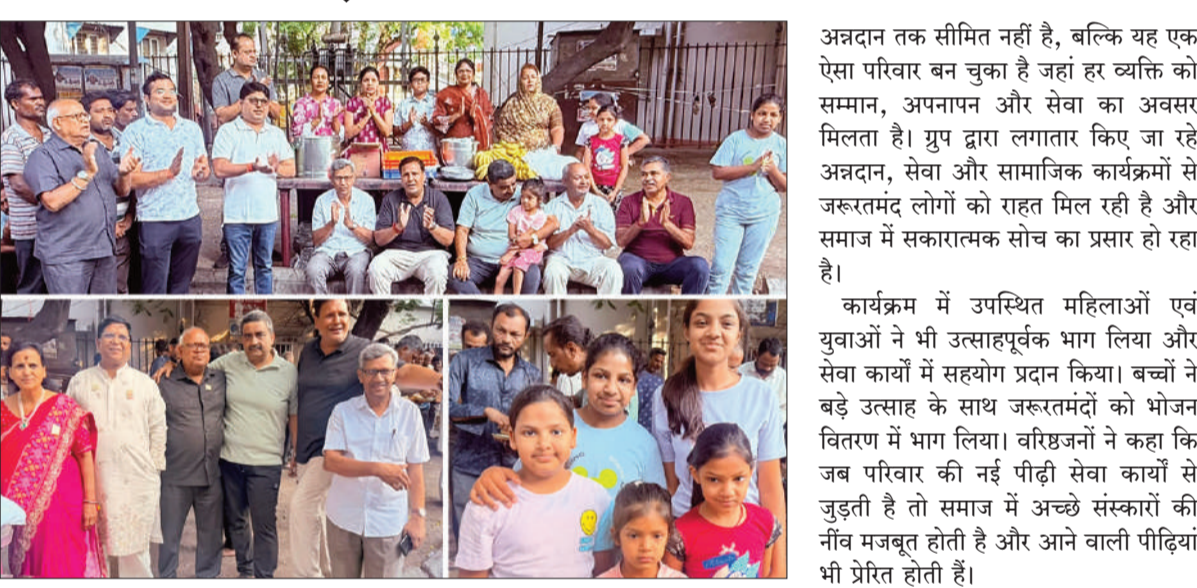 अन्नदान तक सीमित नहीं है, बल्कि यह एक
ऐसा परिवार बन चुका है जहां हर व्यक्ति को
सम्मान, अपनापन और सेवा का अवसर
मिलता है। ग्रुप द्वारा लगातार किए जा रहे
अन्नदान, सेवा और सामाजिक कार्यक्रमों से
जरूरतमंद लोगों को राहत मिल रही है और
समाज में सकारात्मक सोच का प्रसार हो रहा
है।
कार्यक्रम में उपस्थित महिलाओं एवं
युवाओं ने भी उत्साहपूर्वक भाग लिया और
सेवा कार्यों में सहयोग प्रदान किया। बच्चों ने
बड़े उत्साह के साथ जरूरतमंदों को भोजन
वितरण में भाग लिया। वरिष्ठजनों ने कहा कि
जब परिवार की नई पीढ़ी सेवा कार्यों से
जुड़ती है तो समाज में अच्छे संस्कारों की
नींव मजबूत होती है और आने वाली पीढ़ियां
भी प्रेरित होती हैं।